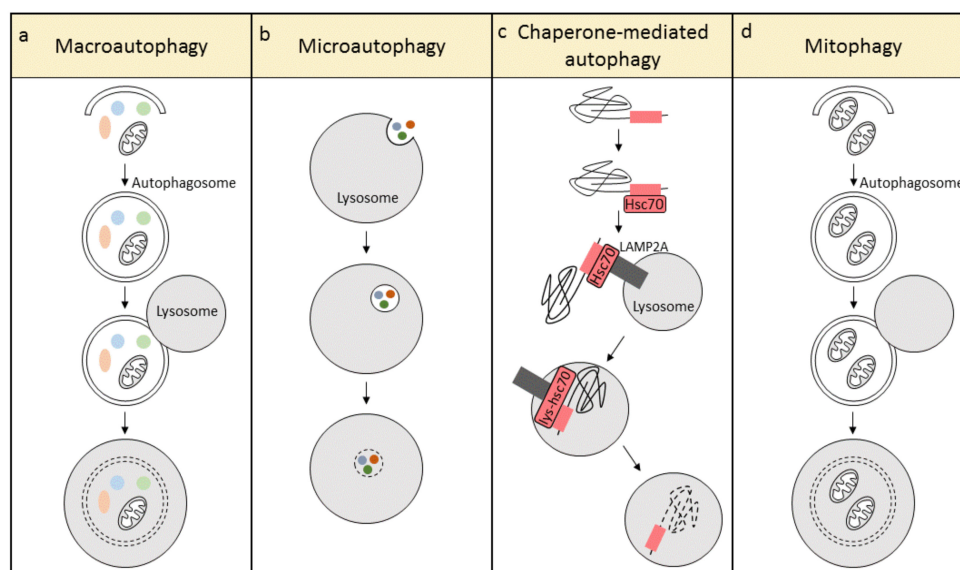 a
Macroautophagy
Autophagosome
Lysosome
b
Microautophagy
Lysosome
c
Chaperone-mediated
autophagy
Hsc70
LAMP2A
Hsc70
Lysosome
lys-hsc70
d
Mitophagy
Autophagosome